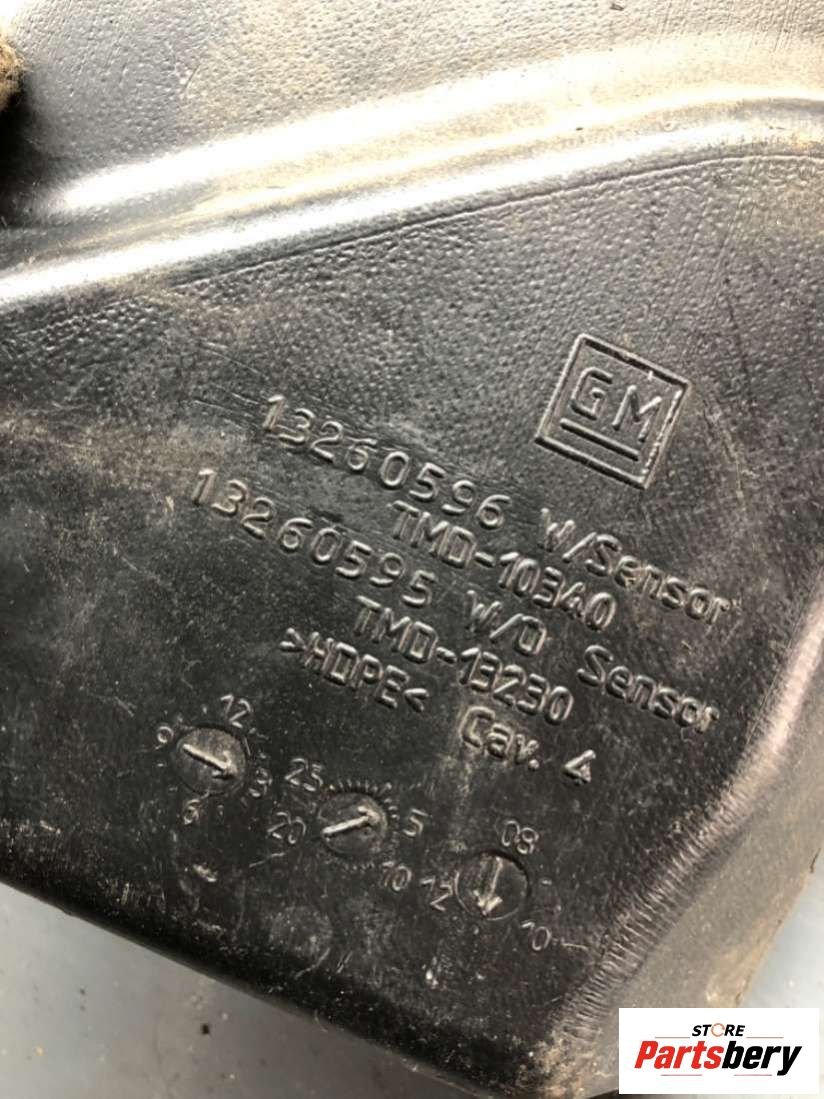 GM
13260596 W/Sensor
TMD-10340
13260595 W/O Sensor
TMD-13230
>HDPE< Cav. 4
12
9 3
6
25
20 5
10
08
12 10
STORE
Partsbery